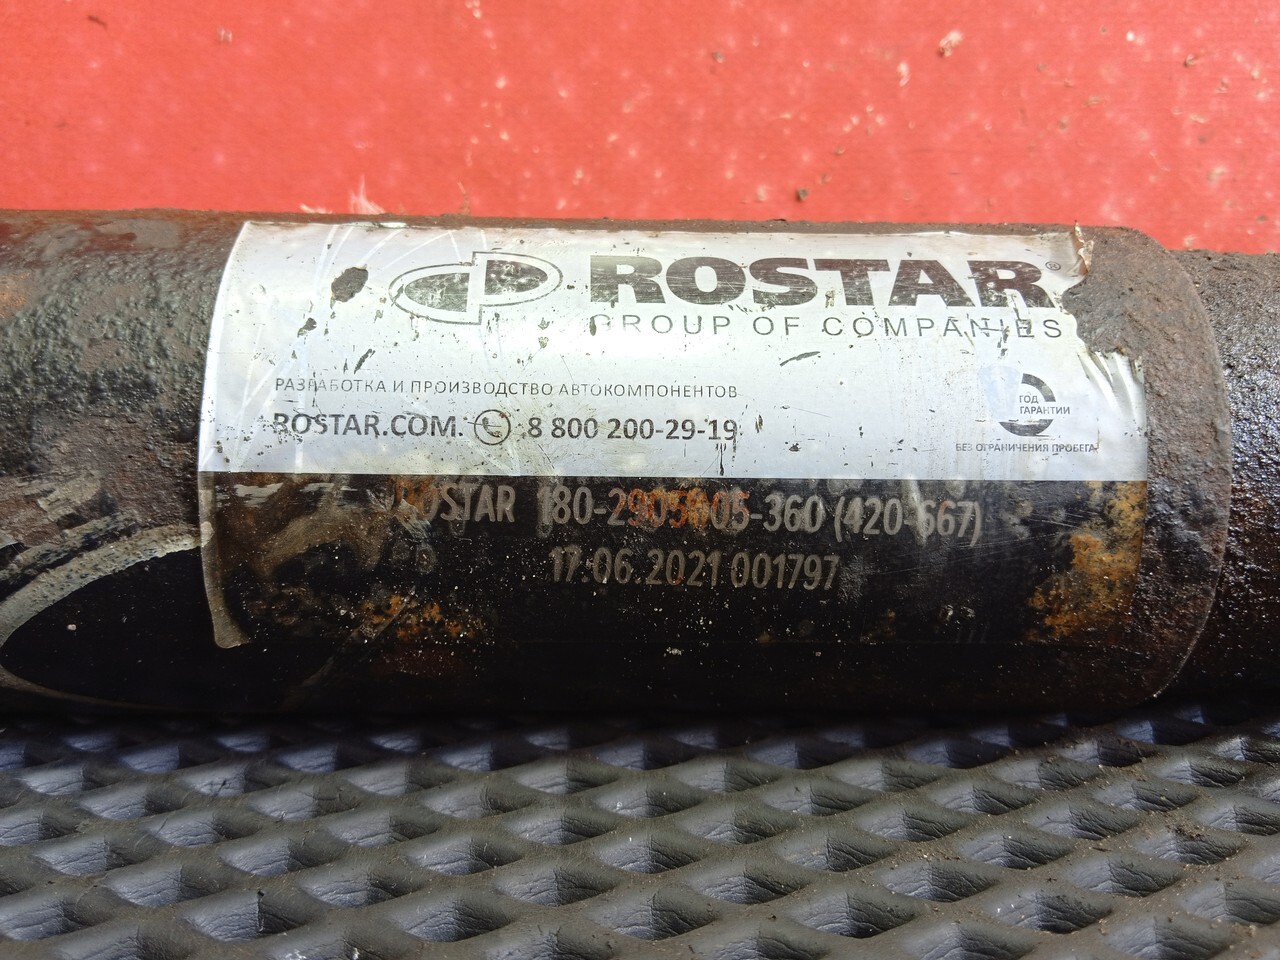 ROSTAR®
GROUP OF COMPANIES
РАЗРАБОТКА И ПРОИЗВОДСТВО АВТОКОМПОНЕНТОВ
ROSTAR.COM. 8 800 200-29-19
ГОД
ГАРАНТИИ
БЕЗ ОГРАНИЧЕНИЯ ПРОБЕГА
ROSTAR 180-2905005-360 (420-667)
17.06.2021 001797